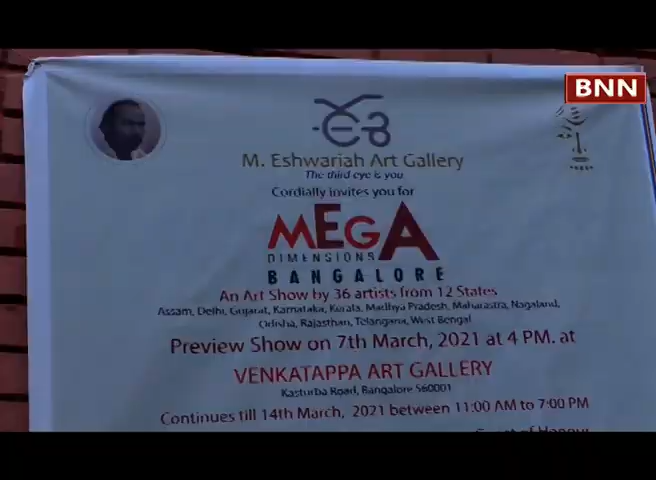 BNN
M. Eshwariah Art Gallery
The third eye is you
Cordially invites you for
MEGA
DIMENSIONS
BANGALORE
An Art Show by 36 artists from 12 States
Assam, Delhi, Gujarat, Karnataka, Kerala, Madhya Pradesh, Maharastra, Nagaland,
Odisha, Rajasthan, Telangana, West Bengal
Preview Show on 7th March, 2021 at 4 PM. at
VENKATAPPA ART GALLERY
Kasturba Road, Bangalore 560001
Continues till 14th March, 2021 between 11:00 AM to 7:00 PM
Guest of Honour